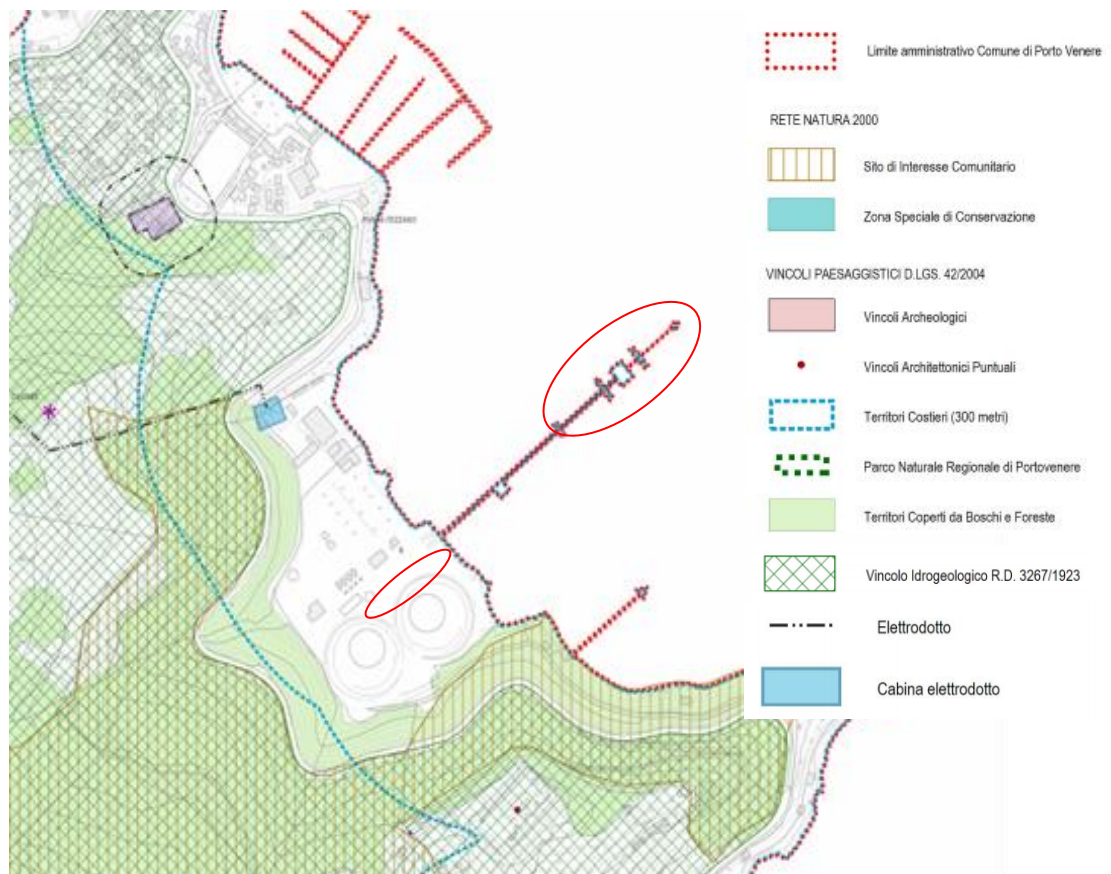 Limite amministrativo Comune di Porto Venere
RETE NATURA 2000
Sito di Interesse Comunitario
Zona Speciale di Conservazione
VINCOLI PAESAGGISTICI D.LGS. 42/2004
Vincoli Archeologici
Vincoli Architettonici Puntuali
Territori Costieri (300 metri)
Parco Naturale Regionale di Portovenere
Territori Coperti da Boschi e Foreste
Vincolo Idrogeologico R.D. 3267/1923
Elettrodotto
Cabina elettrodotto